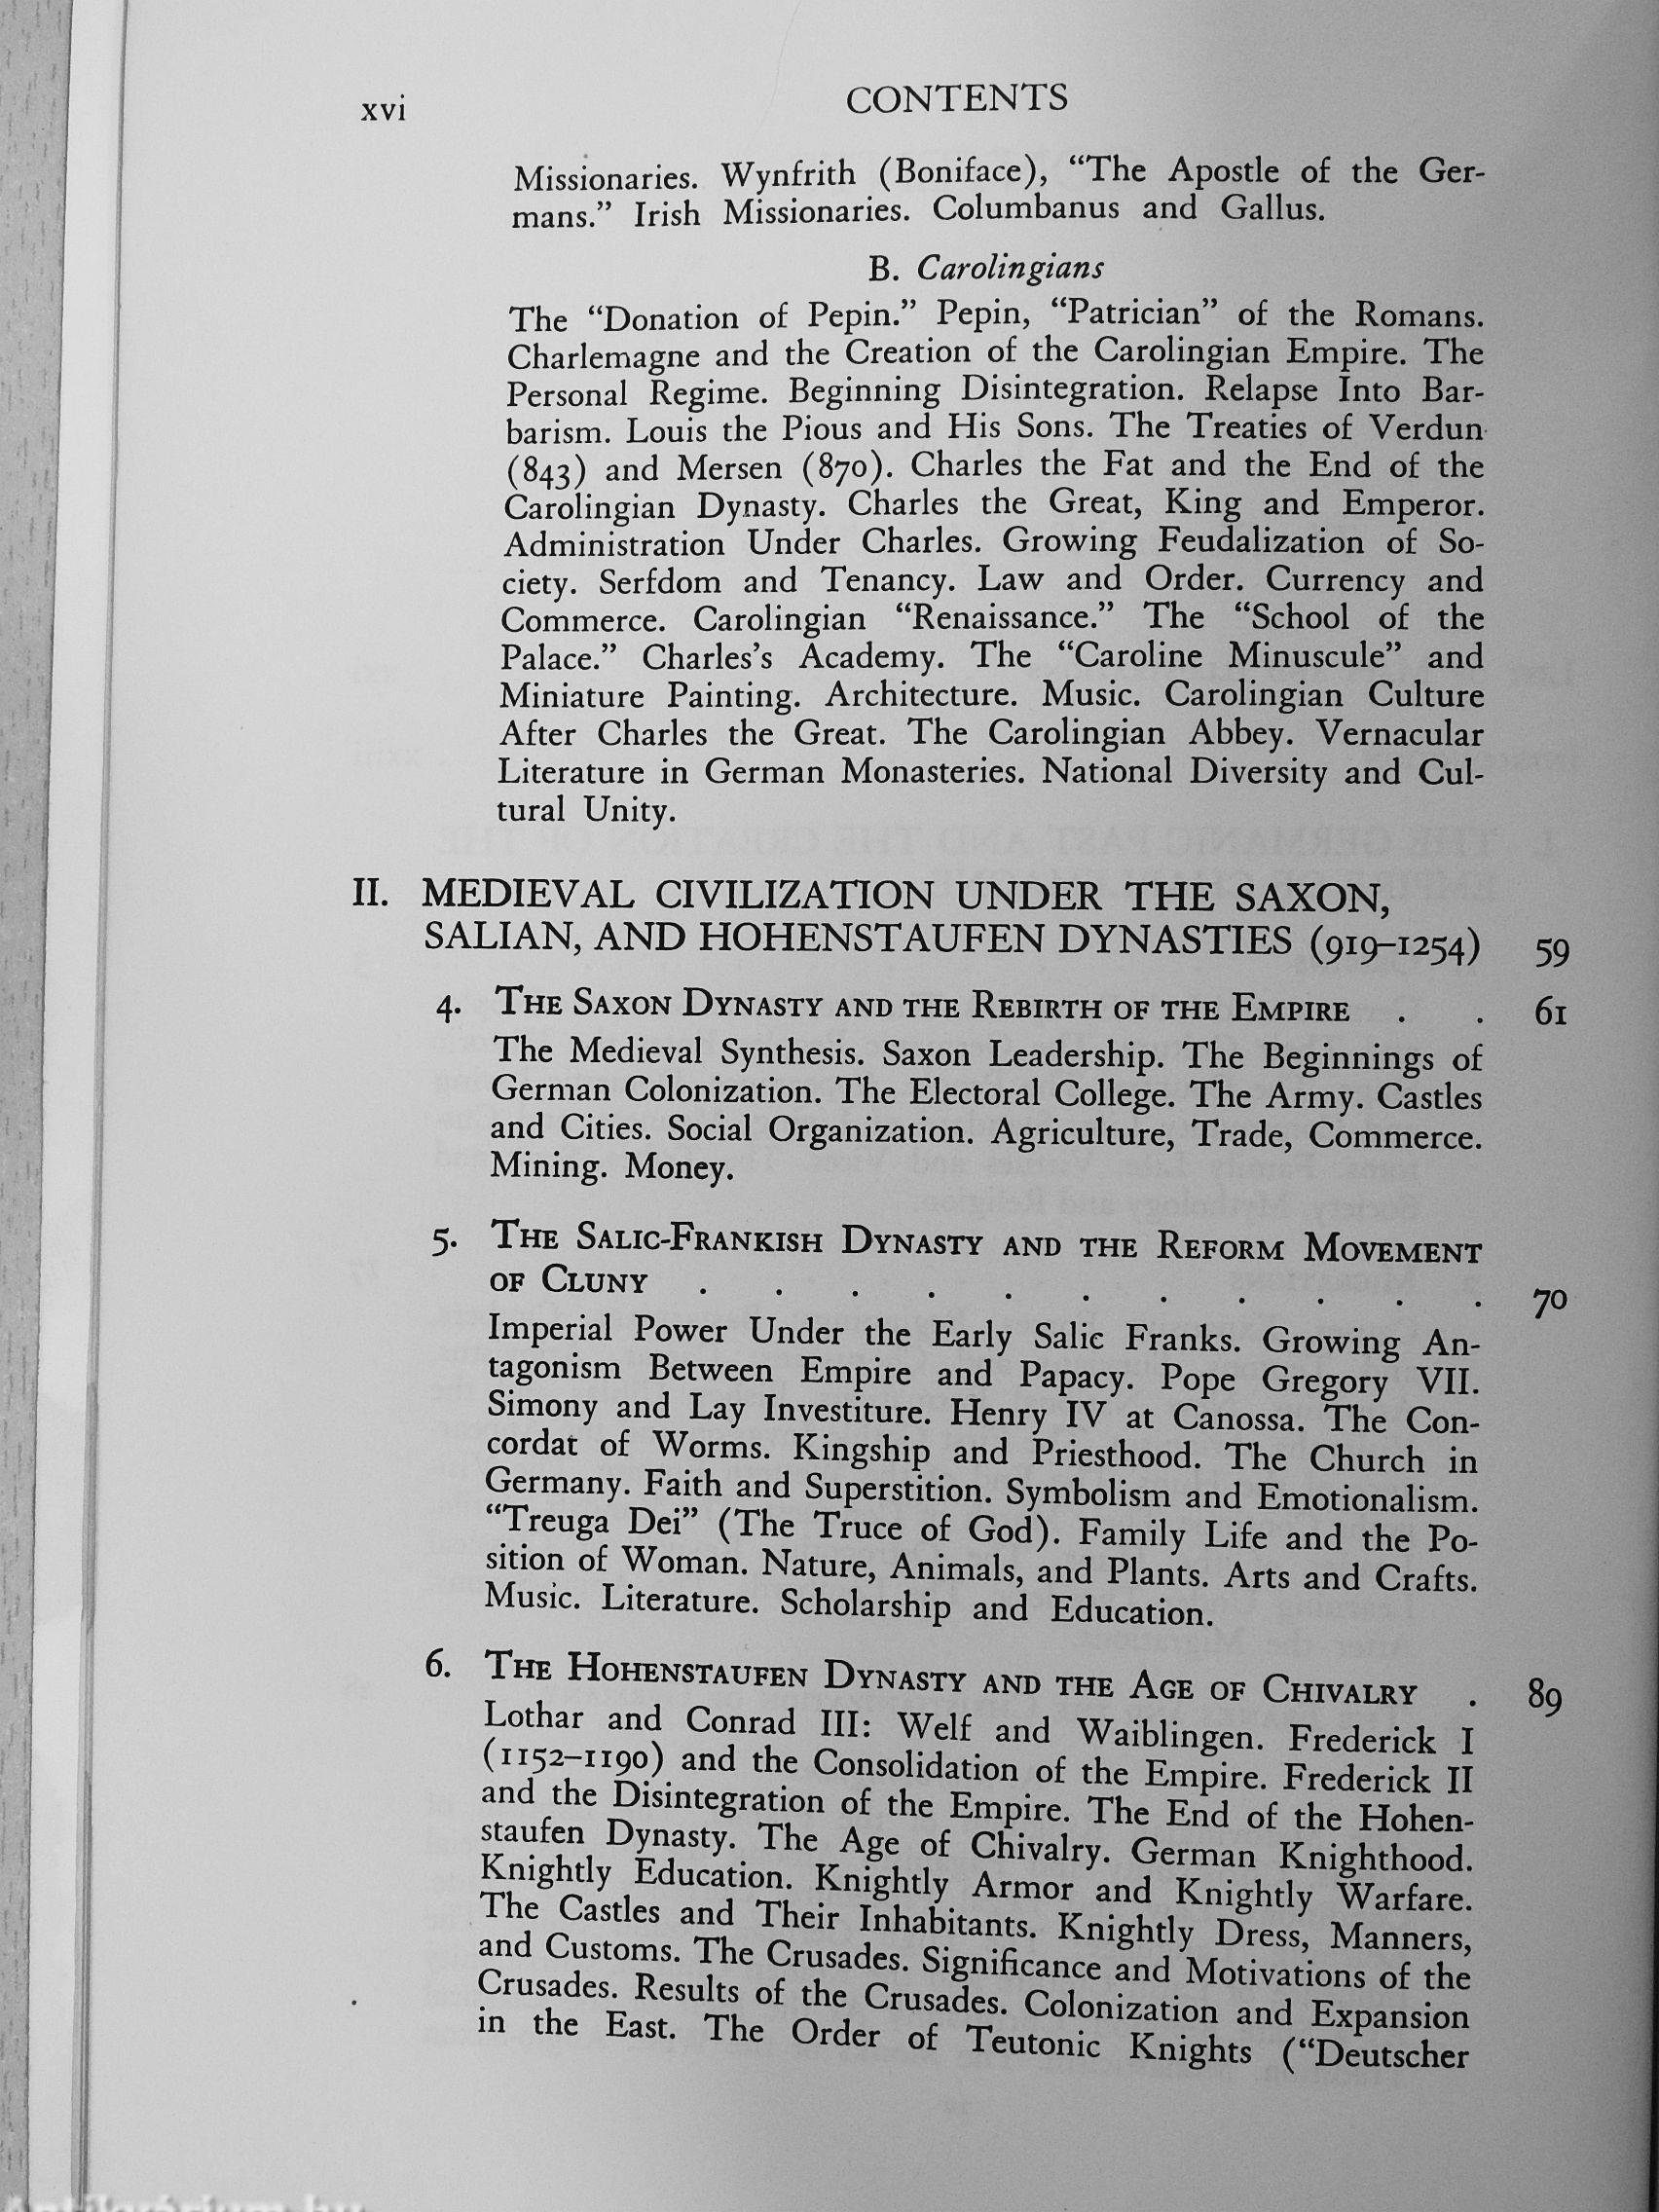 xvi
CONTENTS
Missionaries. Wynfrith (Boniface), “The Apostle of the Ger-
mans.” Irish Missionaries. Columbanus and Gallus.
B. Carolingians
The “Donation of Pepin.” Pepin, “Patrician” of the Romans.
Charlemagne and the Creation of the Carolingian Empire. The
Personal Regime. Beginning Disintegration. Relapse Into Bar-
barism. Louis the Pious and His Sons. The Treaties of Verdun
(843) and Mersen (870). Charles the Fat and the End of the
Carolingian Dynasty. Charles the Great, King and Emperor.
Administration Under Charles. Growing Feudalization of So-
ciety. Serfdom and Tenancy. Law and Order. Currency and
Commerce. Carolingian “Renaissance.” The “School of the
Palace.” Charles’s Academy. The “Caroline Minuscule” and
Miniature Painting. Architecture. Music. Carolingian Culture
After Charles the Great. The Carolingian Abbey. Vernacular
Literature in German Monasteries. National Diversity and Cul-
tural Unity.
II. MEDIEVAL CIVILIZATION UNDER THE SAXON,
SALIAN, AND HOHENSTAUFEN DYNASTIES (919–1254) 59
4. The Saxon Dynasty and the Rebirth of the Empire . . 61
The Medieval Synthesis. Saxon Leadership. The Beginnings of
German Colonization. The Electoral College. The Army. Castles
and Cities. Social Organization. Agriculture, Trade, Commerce.
Mining. Money.
5. The Salic-Frankish Dynasty and the Reform Movement
of Cluny . . . . . . . . . . . 70
Imperial Power Under the Early Salic Franks. Growing An-
tagonism Between Empire and Papacy. Pope Gregory VII.
Simony and Lay Investiture. Henry IV at Canossa. The Con-
cordat of Worms. Kingship and Priesthood. The Church in
Germany. Faith and Superstition. Symbolism and Emotionalism.
“Treuga Dei” (The Truce of God). Family Life and the Po-
sition of Woman. Nature, Animals, and Plants. Arts and Crafts.
Music. Literature. Scholarship and Education.
6. The Hohenstaufen Dynasty and the Age of Chivalry . 89
Lothar and Conrad III: Welf and Waiblingen. Frederick I
(1152–1190) and the Consolidation of the Empire. Frederick II
and the Disintegration of the Empire. The End of the Hohen-
staufen Dynasty. The Age of Chivalry. German Knighthood.
Knightly Education. Knightly Armor and Knightly Warfare.
The Castles and Their Inhabitants. Knightly Dress, Manners,
and Customs. The Crusades. Significance and Motivations of the
Crusades. Results of the Crusades. Colonization and Expansion
in the East. The Order of Teutonic Knights (“Deutscher